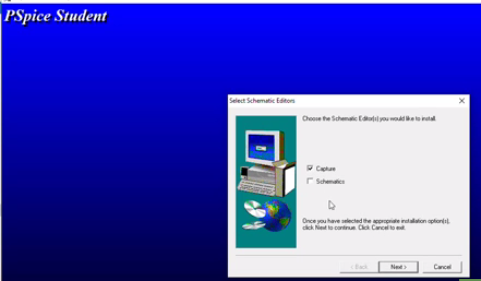 PSpice Student
Select Schematic Editors
Choose the Schematic Editor(s) you would like to install.
Capture
Schematics
Once you have selected the appropriate installation option(s),
click Next to continue. Click Cancel to exit.
< Back Next > Cancel